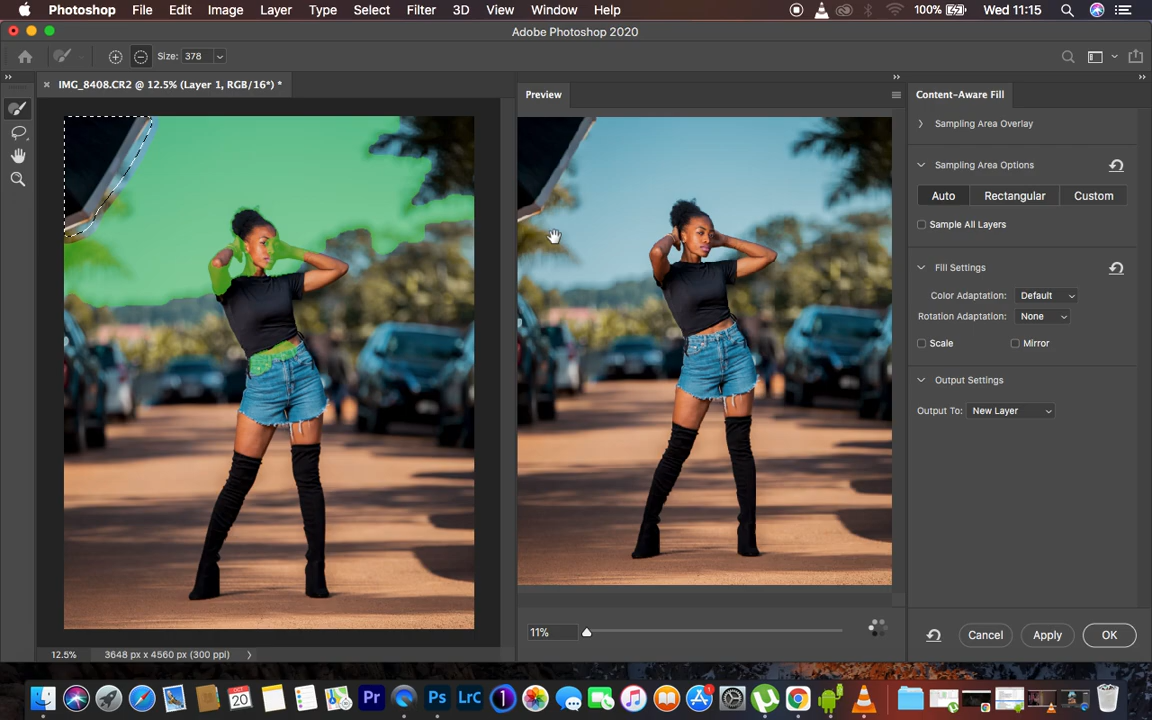 Photoshop File Edit Image Layer Type Select Filter 3D View Window Help 100% Wed 11:15
Adobe Photoshop 2020
Size: 378
IMG_8408.CR2 @ 12.5% (Layer 1, RGB/16*) *
Preview
Content-Aware Fill
Sampling Area Overlay
Sampling Area Options
Auto Rectangular Custom
Sample All Layers
Fill Settings
Color Adaptation: Default
Rotation Adaptation: None
Scale Mirror
Output Settings
Output To: New Layer
11%
Cancel Apply OK
12.5% 3648 px x 4560 px (300 ppi)
OCT
20
Pr Ps LrC 1